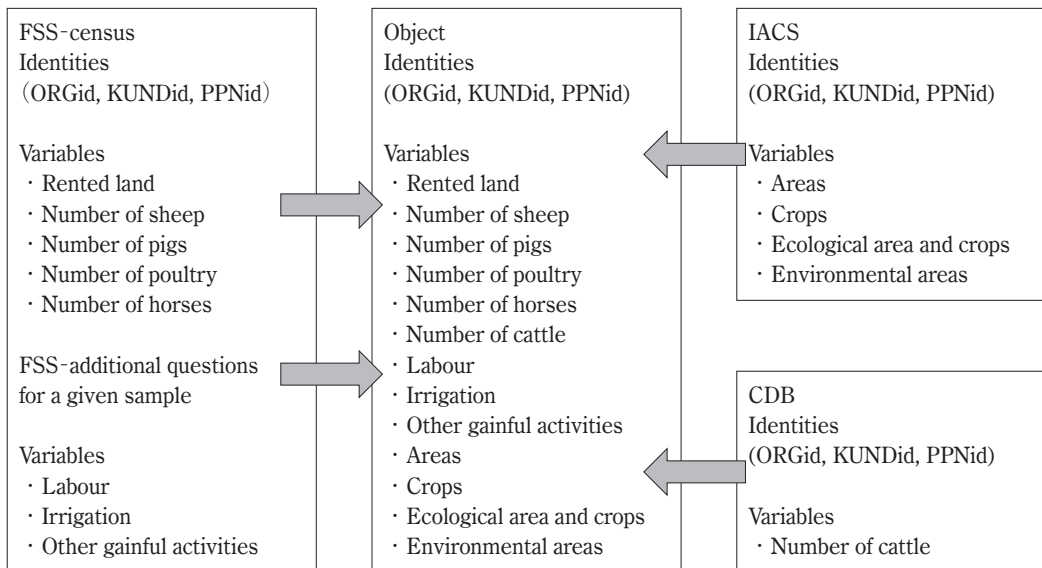 FSS-census
Identities
（ORGid, KUNDid, PPNid）
Variables
・Rented land
・Number of sheep
・Number of pigs
・Number of poultry
・Number of horses
FSS-additional questions
for a given sample
Variables
・Labour
・Irrigation
・Other gainful activities
Object
Identities
(ORGid, KUNDid, PPNid)
Variables
・Rented land
・Number of sheep
・Number of pigs
・Number of poultry
・Number of horses
・Number of cattle
・Labour
・Irrigation
・Other gainful activities
・Areas
・Crops
・Ecological area and crops
・Environmental areas
IACS
Identities
(ORGid, KUNDid, PPNid)
Variables
・Areas
・Crops
・Ecological area and crops
・Environmental areas
CDB
Identities
(ORGid, KUNDid, PPNid)
Variables
・Number of cattle